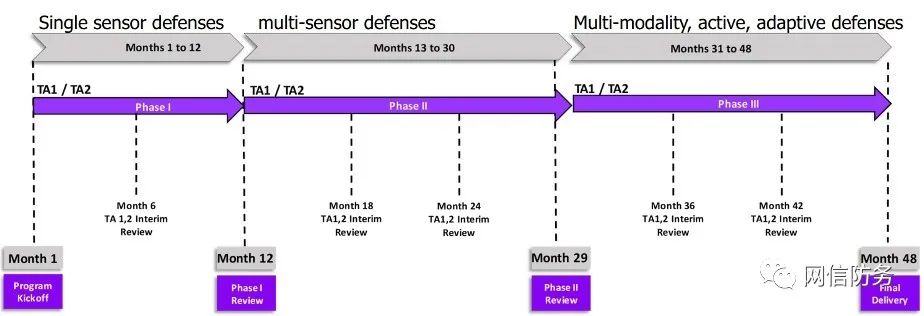 Single sensor defenses
multi-sensor defenses
Multi-modality, active, adaptive defenses
Months 1 to 12
Months 13 to 30
Months 31 to 48
TA1 / TA2
TA1 / TA2
TA1 / TA2
Phase I
Phase II
Phase III
Month 6
TA 1,2 Interim
Review
Month 18
TA1,2 Interim
Review
Month 24
TA1,2 Interim
Review
Month 36
TA1,2 Interim
Review
Month 42
TA1,2 Interim
Review
Month 1
Month 12
Month 29
Month 48
Program
Kickoff
Phase I
Review
Phase II
Review
Final
Delivery
网信防务